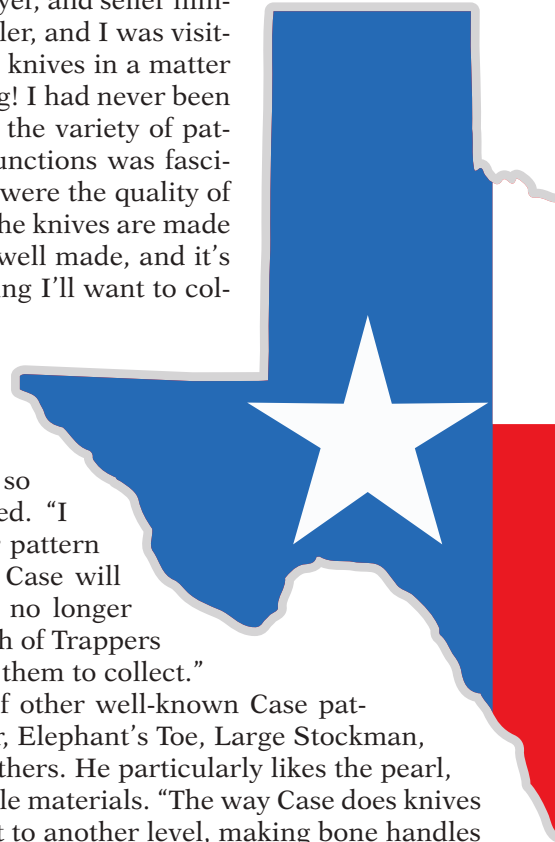 yer, and seller him-
ler, and I was visit-
knives in a matter
g! I had never been
the variety of pat-
unctions was fasci-
were the quality of
he knives are made
well made, and it's
ng I'll want to col-
so
ed. “I
pattern
Case will
no longer
h of Trappers
them to collect.”
f other well-known Case pat-
r, Elephant's Toe, Large Stockman,
thers. He particularly likes the pearl,
le materials. “The way Case does knives
t to another level, making bone handles